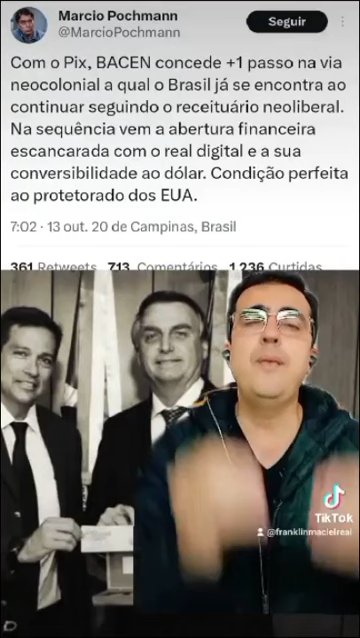 Marcio Pochmann
@MarcioPochmann
Seguir
Com o Pix, BACEN concede +1 passo na via
neocolonial a qual o Brasil já se encontra ao
continuar seguindo o receituário neoliberal.
Na sequência vem a abertura financeira
escancarada com o real digital e a sua
conversibilidade ao dólar. Condição perfeita
ao protetorado dos EUA.
7:02 · 13 out. 20 de Campinas, Brasil
361 Retweets 713 Comentários 1.236 Curtidas
TikTok
@franklinmacielreal